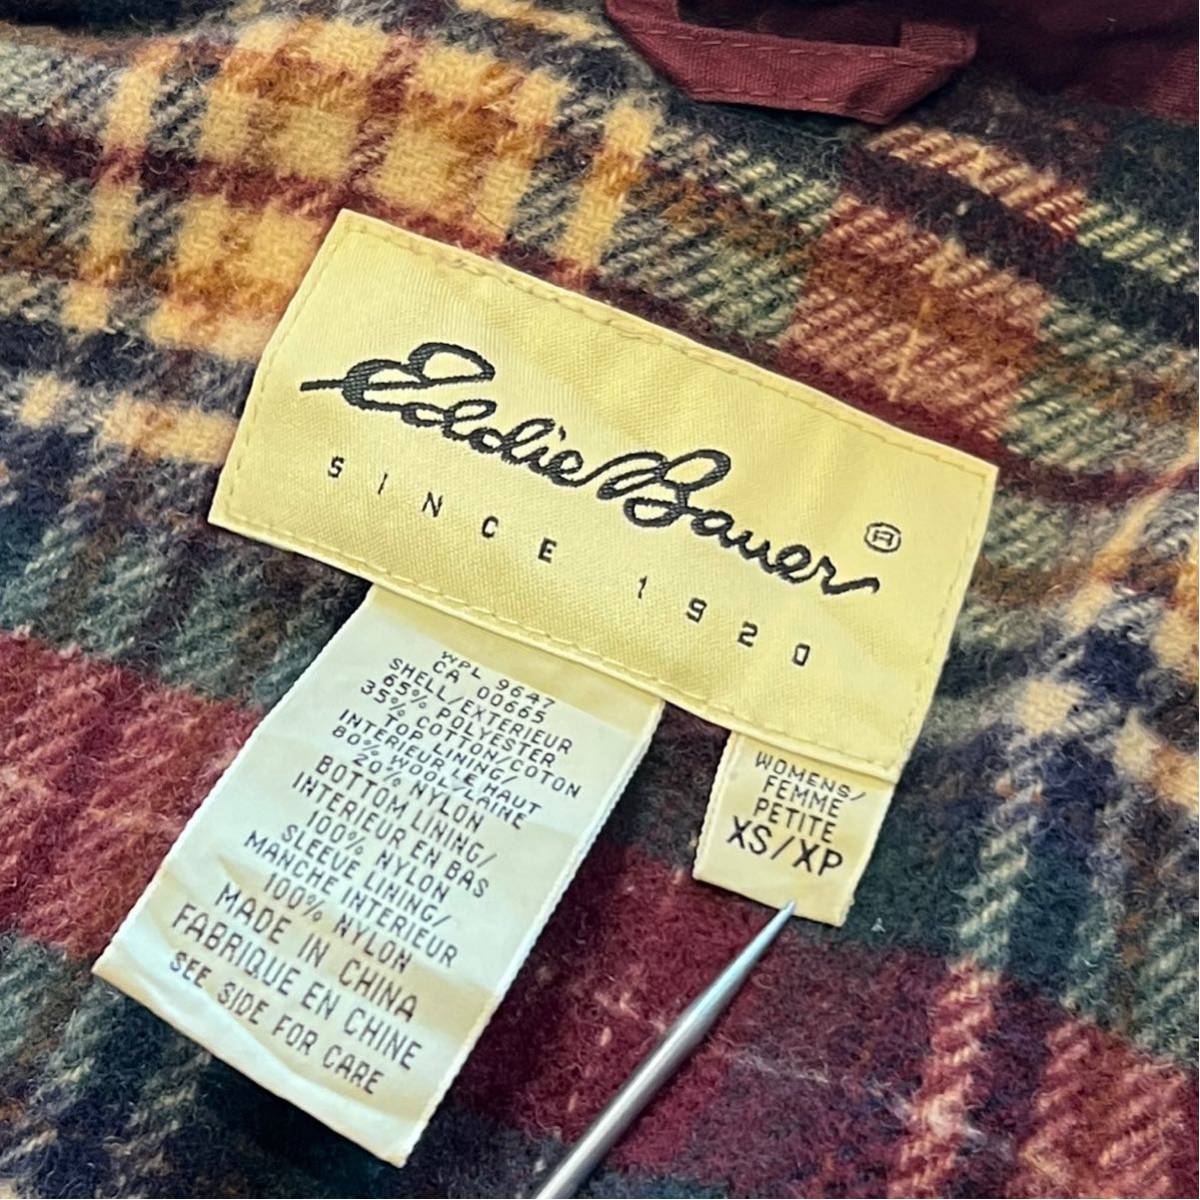 Eddie Bauer ®
SINCE 1920
WPL 9647
CA 00665
SHELL/EXTERIEUR
65% POLYESTER
35% COTTON/COTON
TOP LINING/
INTERIEUR LE HAUT
80% WOOL/LAINE
20% NYLON
BOTTOM LINING/
INTERIEUR EN BAS
100% NYLON
SLEEVE LINING/
MANCHE INTERIEUR
100% NYLON
MADE IN CHINA
FABRIQUE EN CHINE
SEE SIDE FOR CARE
WOMENS/
FEMME
PETITE
XS/XP